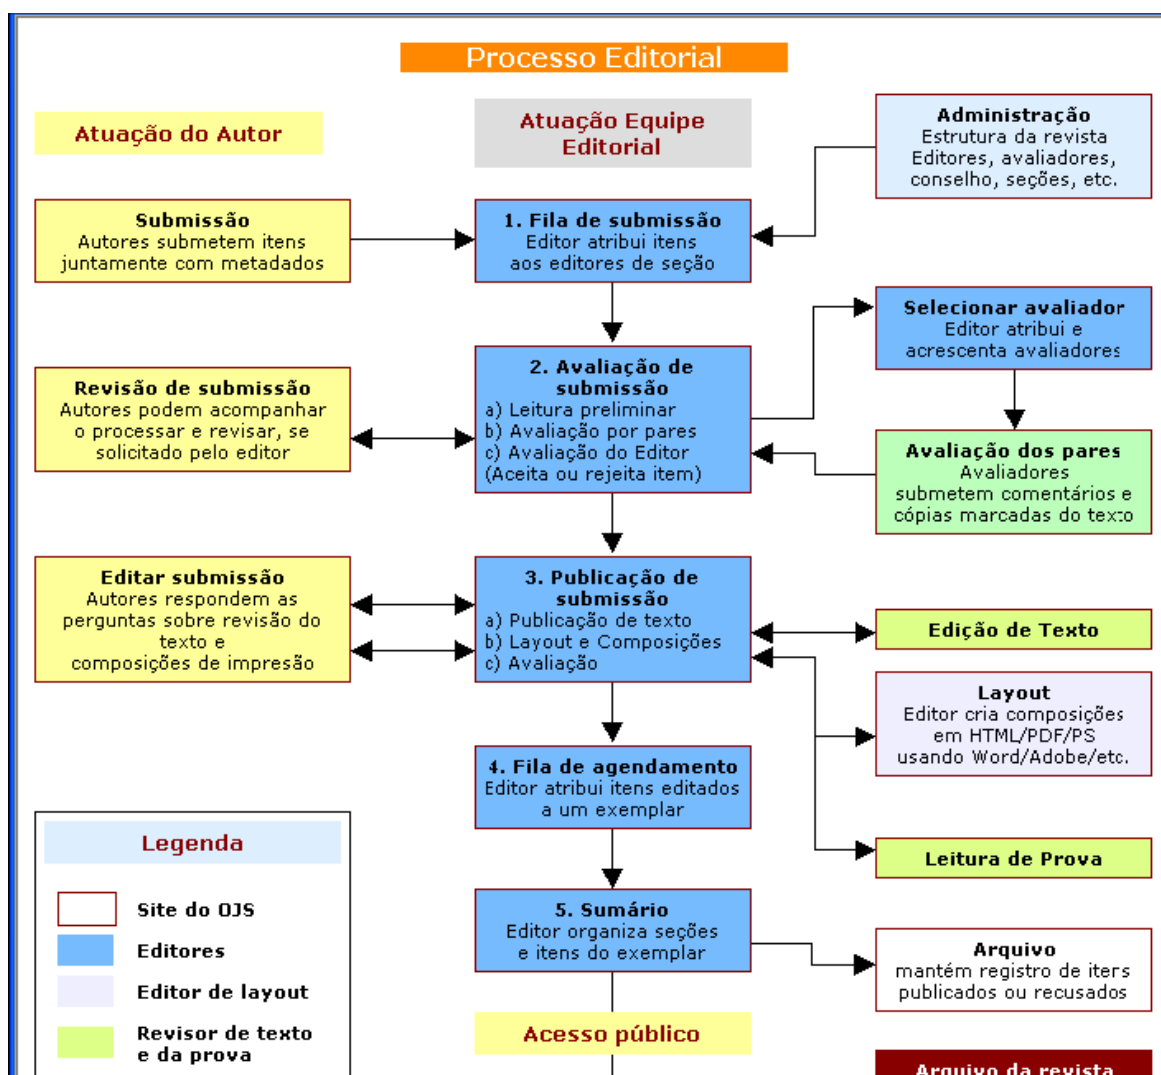 Processo Editorial
Atuação do Autor
Atuação Equipe
Editorial
Administração
Estrutura da revista
Editores, avaliadores,
conselho, seções, etc.
Submissão
Autores submetem itens
juntamente com metadados
1. Fila de submissão
Editor atribui itens
aos editores de seção
Selecionar avaliador
Editor atribui e
acrescenta avaliadores
Revisão de submissão
Autores podem acompanhar
o processar e revisar, se
solicitado pelo editor
2. Avaliação de
submissão
a) Leitura preliminar
b) Avaliação por pares
c) Avaliação do Editor
(Aceita ou rejeita item)
Avaliação dos pares
Avaliadores
submetem comentários e
cópias marcadas do texto
Editar submissão
Autores respondem as
perguntas sobre revisão do
texto e
composições de impresão
3. Publicação de
submissão
a) Publicação de texto
b) Layout e Composições
c) Avaliação
Edição de Texto
Layout
Editor cria composições
em HTML/PDF/PS
usando Word/Adobe/etc.
4. Fila de agendamento
Editor atribui itens editados
a um exemplar
Leitura de Prova
5. Sumário
Editor organiza seções
e itens do exemplar
Arquivo
mantém registro de itens
publicados ou recusados
Legenda
Site do OJS
Editores
Editor de layout
Revisor de texto
e da prova
Acesso público
Arquivo da revista